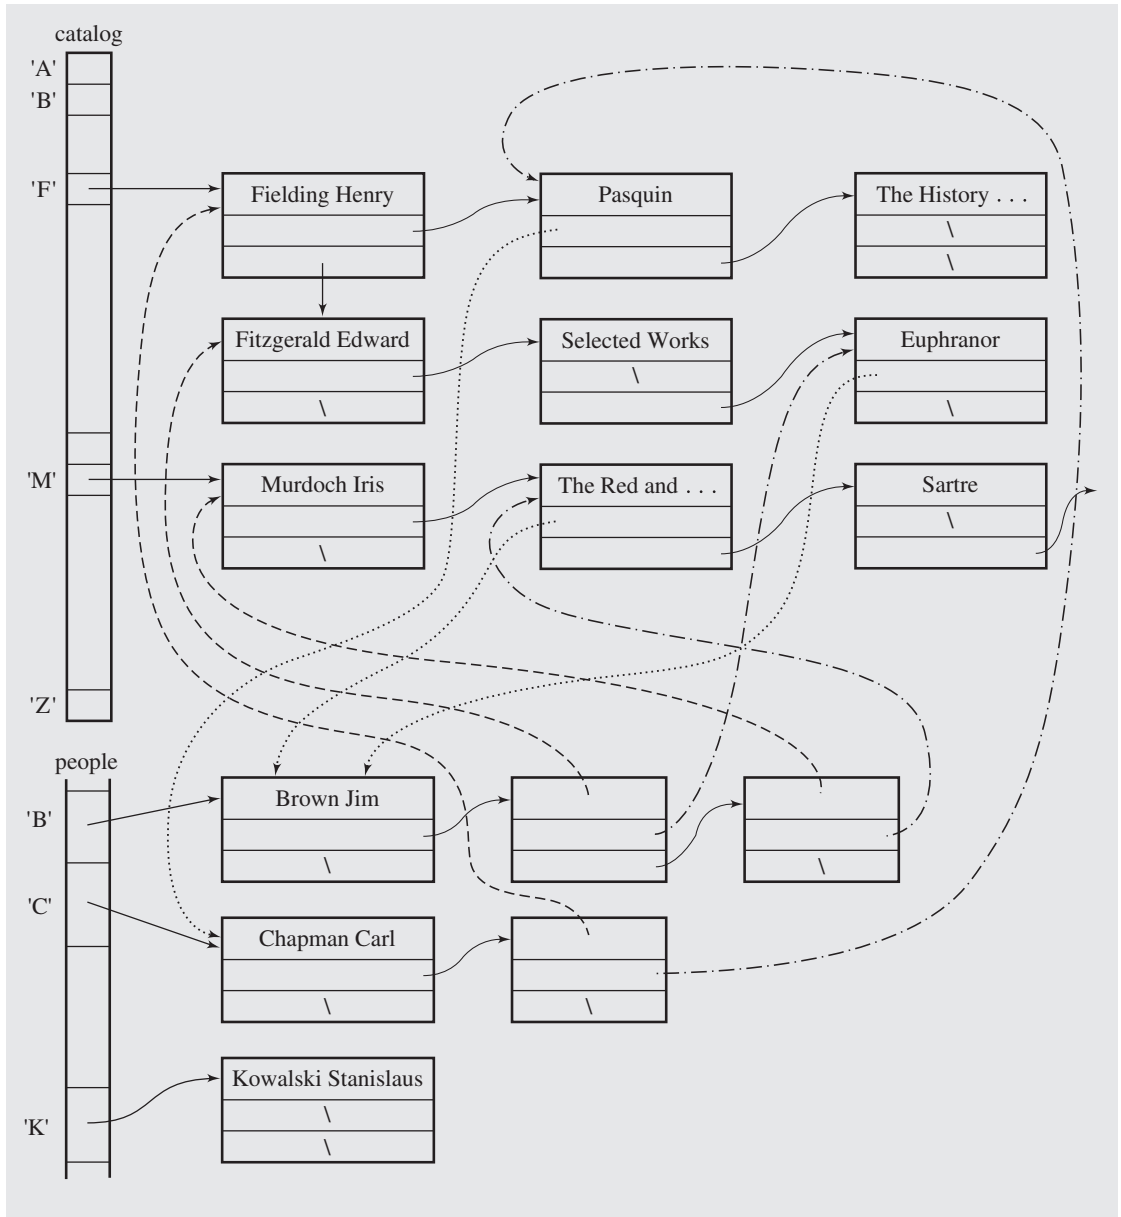 catalog
'A'
'B'
'F'
Fielding Henry
Pasquin
The History . . .
\
\
Fitzgerald Edward
Selected Works
Euphranor
\
\
\
'M'
Murdoch Iris
The Red and . . .
Sartre
\
\
'Z'
people
'B'
Brown Jim
\
\
'C'
Chapman Carl
\
\
Kowalski Stanislaus
\
\
'K'